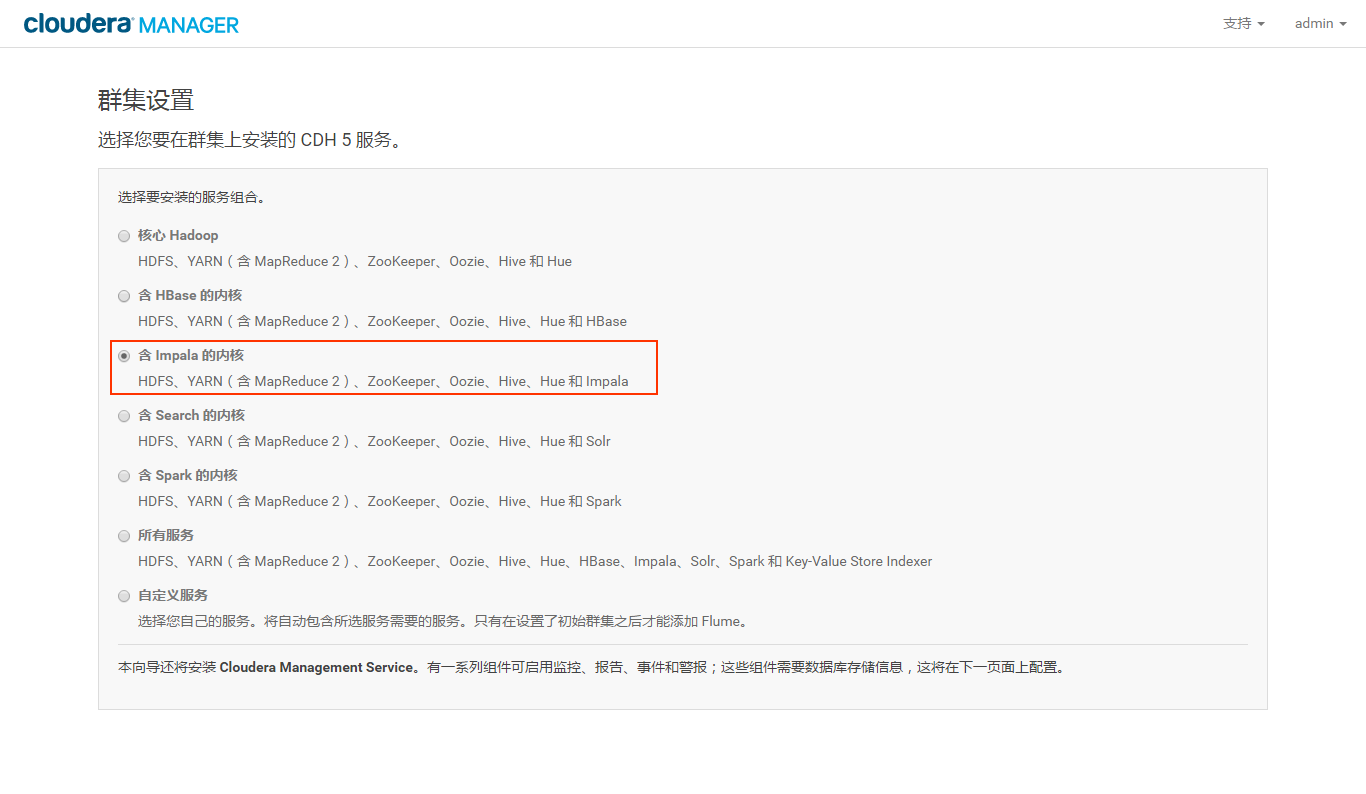 cloudera MANAGER
支持 admin
群集设置
选择您要在群集上安装的 CDH 5 服务。
选择要安装的服务组合。
核心 Hadoop
HDFS、YARN（含 MapReduce 2）、ZooKeeper、Oozie、Hive 和 Hue
含 HBase 的内核
HDFS、YARN（含 MapReduce 2）、ZooKeeper、Oozie、Hive、Hue 和 HBase
含 Impala 的内核
HDFS、YARN（含 MapReduce 2）、ZooKeeper、Oozie、Hive、Hue 和 Impala
含 Search 的内核
HDFS、YARN（含 MapReduce 2）、ZooKeeper、Oozie、Hive、Hue 和 Solr
含 Spark 的内核
HDFS、YARN（含 MapReduce 2）、ZooKeeper、Oozie、Hive、Hue 和 Spark
所有服务
HDFS、YARN（含 MapReduce 2）、ZooKeeper、Oozie、Hive、Hue、HBase、Impala、Solr、Spark 和 Key-Value Store Indexer
自定义服务
选择您自己的服务。将自动包含所选服务需要的服务。只有在设置了初始群集之后才能添加 Flume。
本向导还将安装 Cloudera Management Service。有一系列组件可启用监控、报告、事件和警报；这些组件需要数据库存储信息，这将在下一页面上配置。